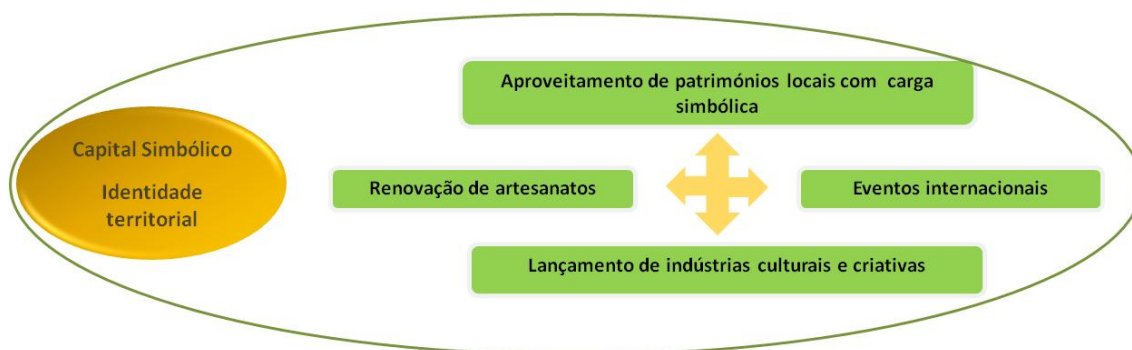 Capital Simbólico
Identidade
territorial
Aproveitamento de patrimónios locais com carga
simbólica
Renovação de artesanatos
Eventos internacionais
Lançamento de indústrias culturais e criativas